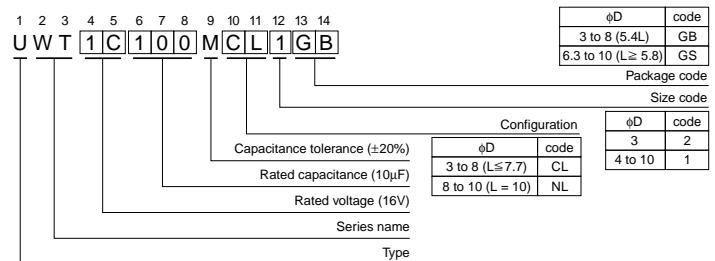 1 2 3 4 5 6 7 8 9 10 11 12 13 14
U W T 1 C 1 0 0 M C L 1 G B
ϕD code
3 to 8 (5.4L) GB
6.3 to 10 (L≧ 5.8) GS
Package code
Size code
ϕD code
3 2
4 to 10 1
Configuration
ϕD code
3 to 8 (L≦7.7) CL
8 to 10 (L = 10) NL
Capacitance tolerance (±20%)
Rated capacitance (10μF)
Rated voltage (16V)
Series name
Type